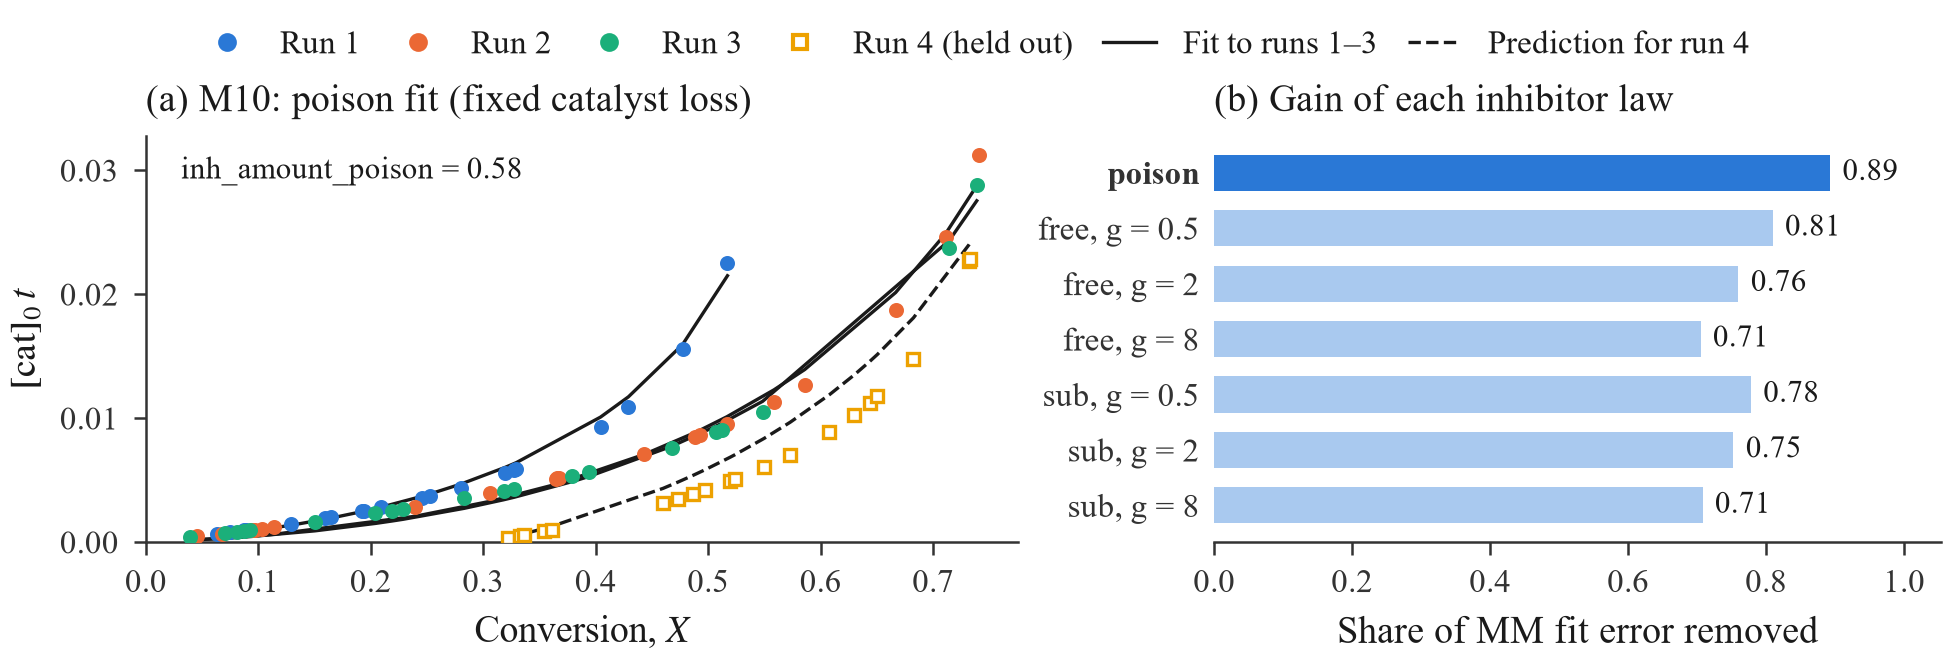 Run 1 Run 2 Run 3 Run 4 (held out) Fit to runs 1–3 Prediction for run 4
(a) M10: poison fit (fixed catalyst loss)
inh_amount_poison = 0.58
[cat]₀ t
0.03
0.02
0.01
0.00
0.0 0.1 0.2 0.3 0.4 0.5 0.6 0.7
Conversion, X
(b) Gain of each inhibitor law
poison 0.89
free, g = 0.5 0.81
free, g = 2 0.76
free, g = 8 0.71
sub, g = 0.5 0.78
sub, g = 2 0.75
sub, g = 8 0.71
0.0 0.2 0.4 0.6 0.8 1.0
Share of MM fit error removed